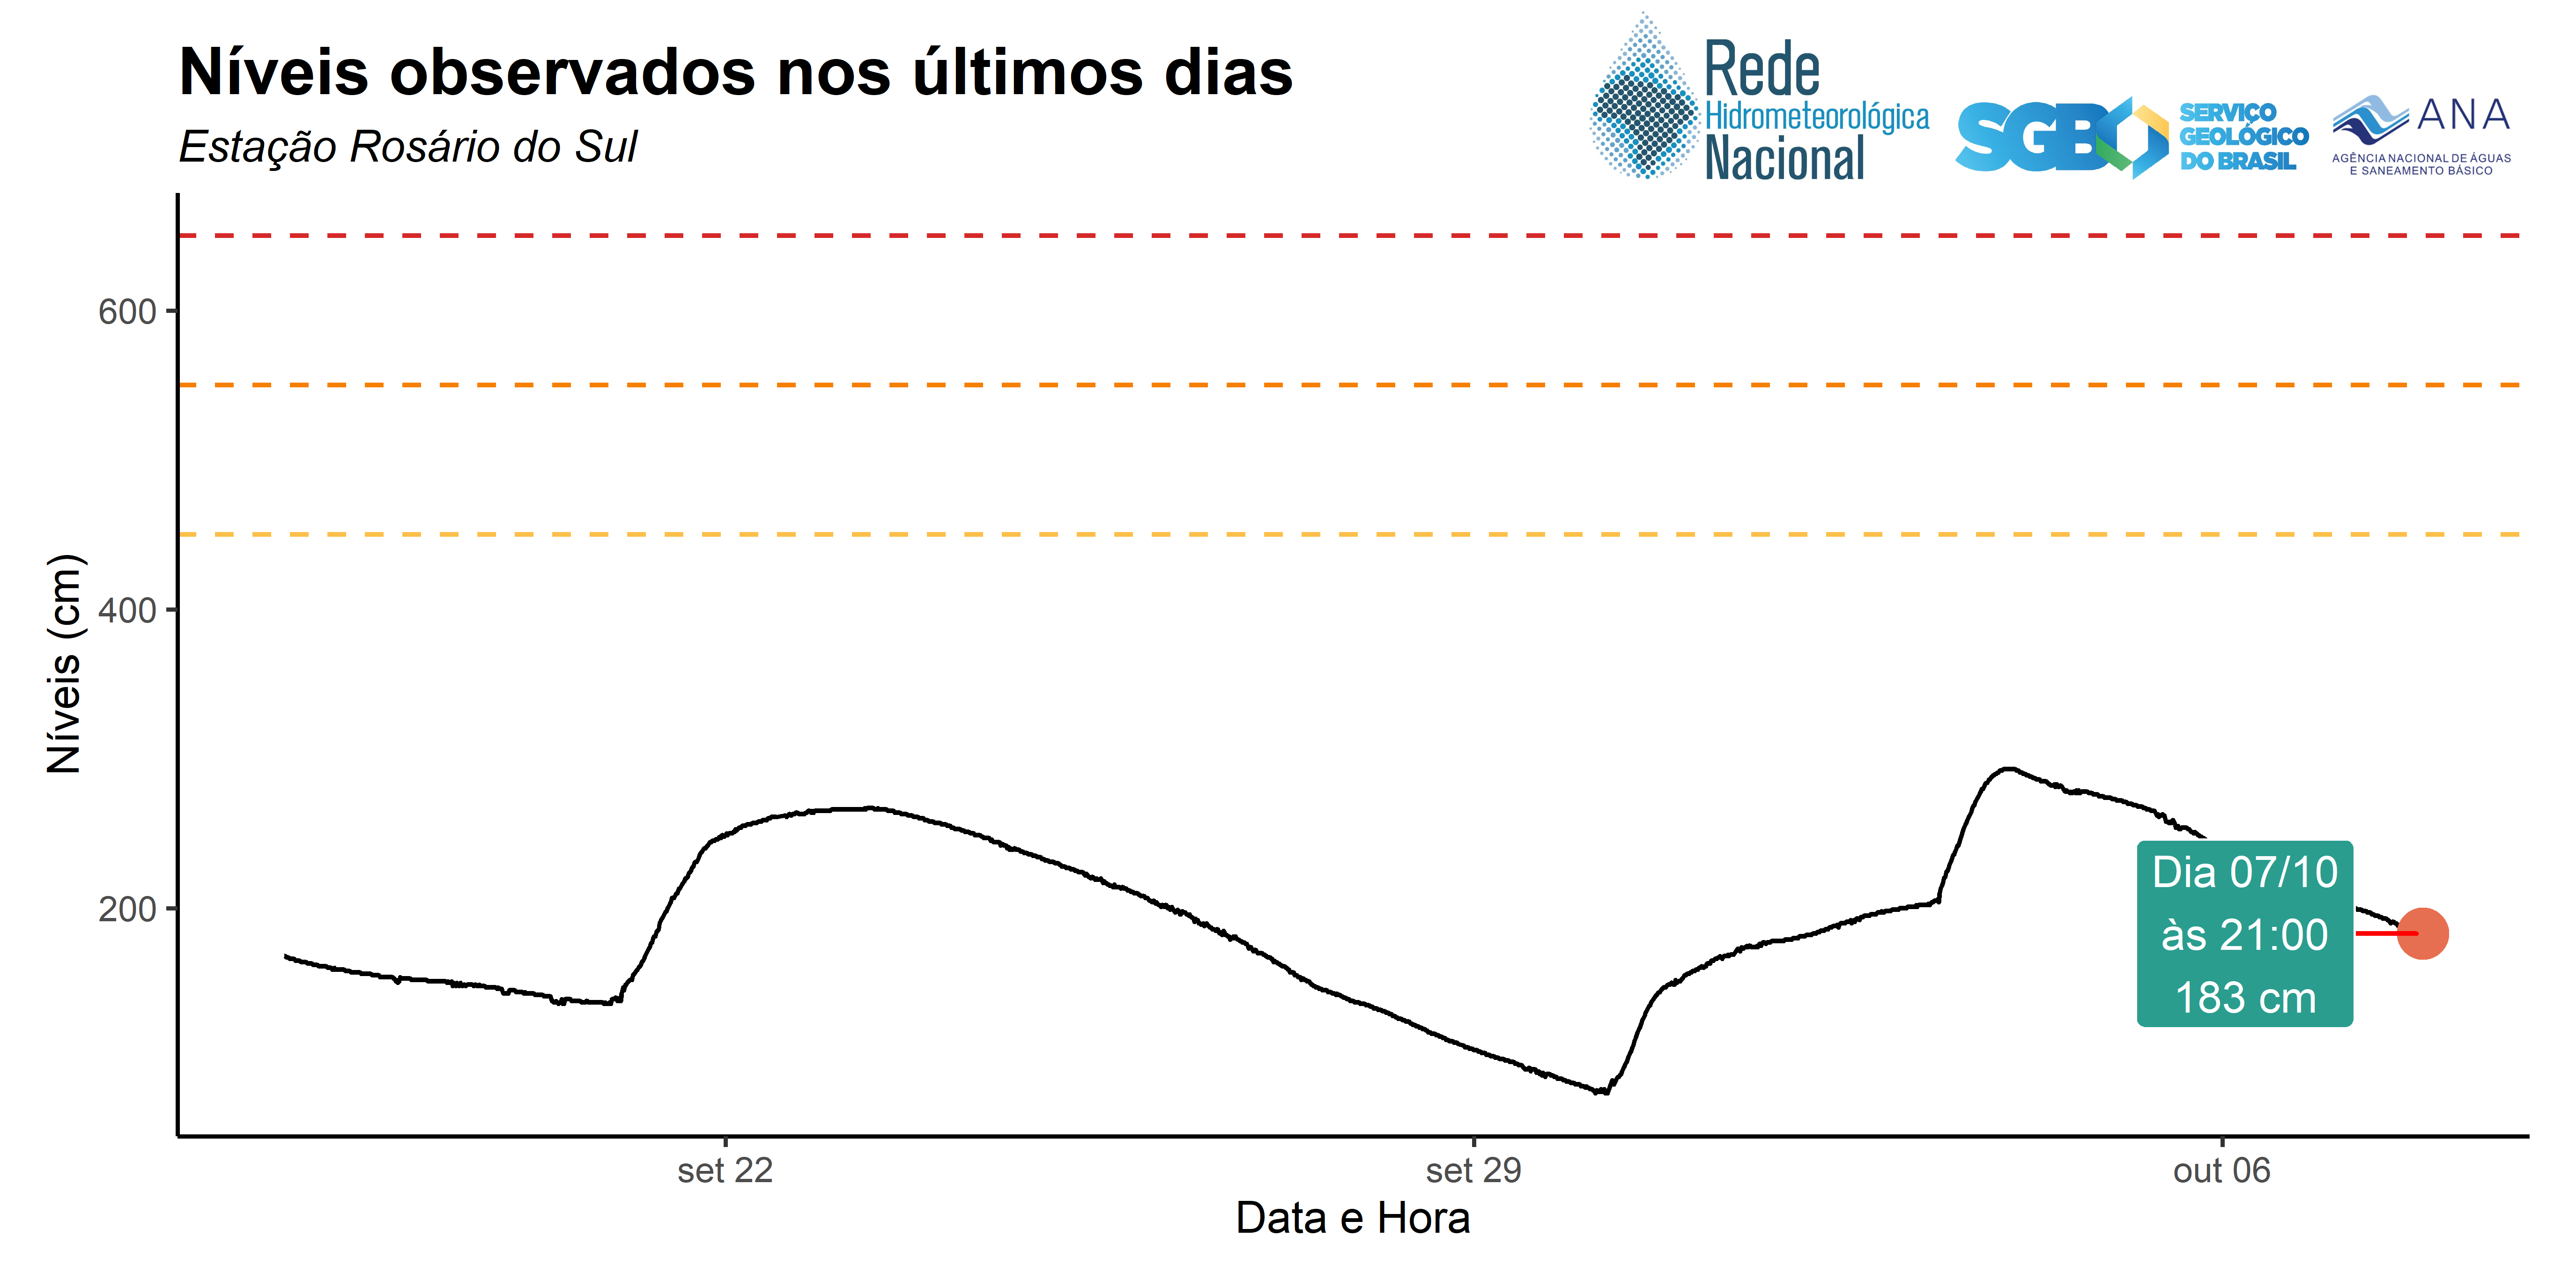 Níveis observados nos últimos dias
Estação Rosário do Sul
Rede
Hidrometeorológica
Nacional
SGB
SERVIÇO
GEOLÓGICO
DO BRASIL
ANA
AGÊNCIA NACIONAL DE ÁGUAS
E SANEAMENTO BÁSICO
Níveis (cm)
600
400
200
Dia 07/10
às 21:00
183 cm
set 22
set 29
out 06
Data e Hora